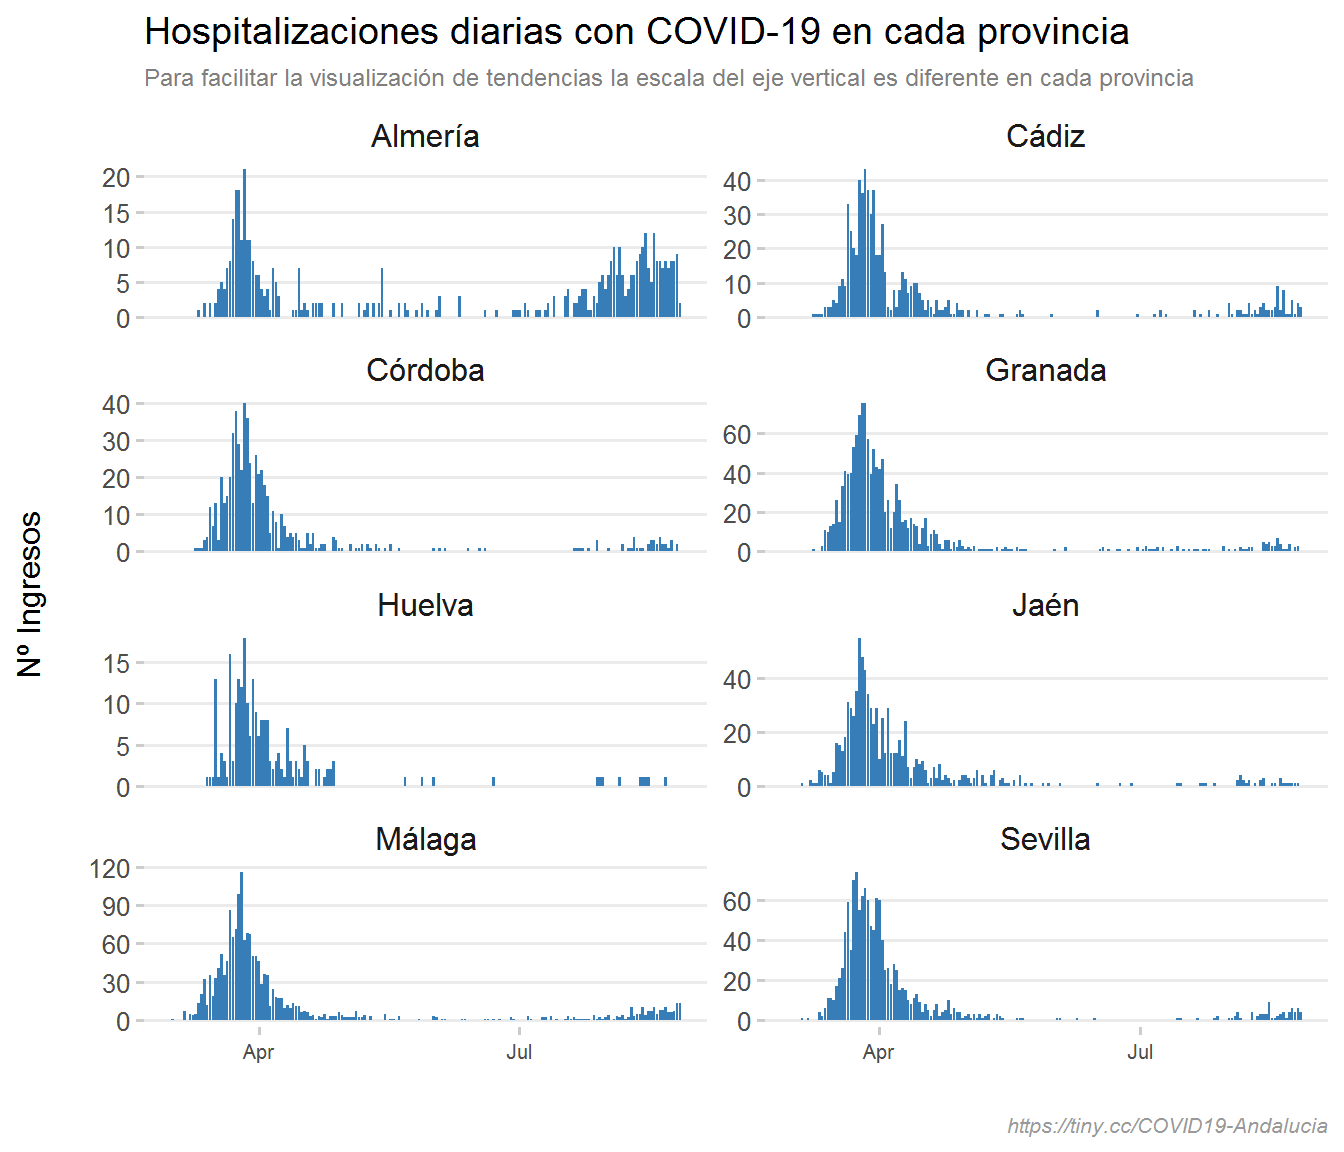 Hospitalizaciones diarias con COVID-19 en cada provincia
Para facilitar la visualización de tendencias la escala del eje vertical es diferente en cada provincia
Nº Ingresos
Almería
20
15
10
5
0
Cádiz
40
30
20
10
0
Córdoba
40
30
20
10
0
Granada
60
40
20
0
Huelva
15
10
5
0
Jaén
40
20
0
Málaga
120
90
60
30
0
Apr
Jul
Sevilla
60
40
20
0
Apr
Jul
https://tiny.cc/COVID19-Andalucia